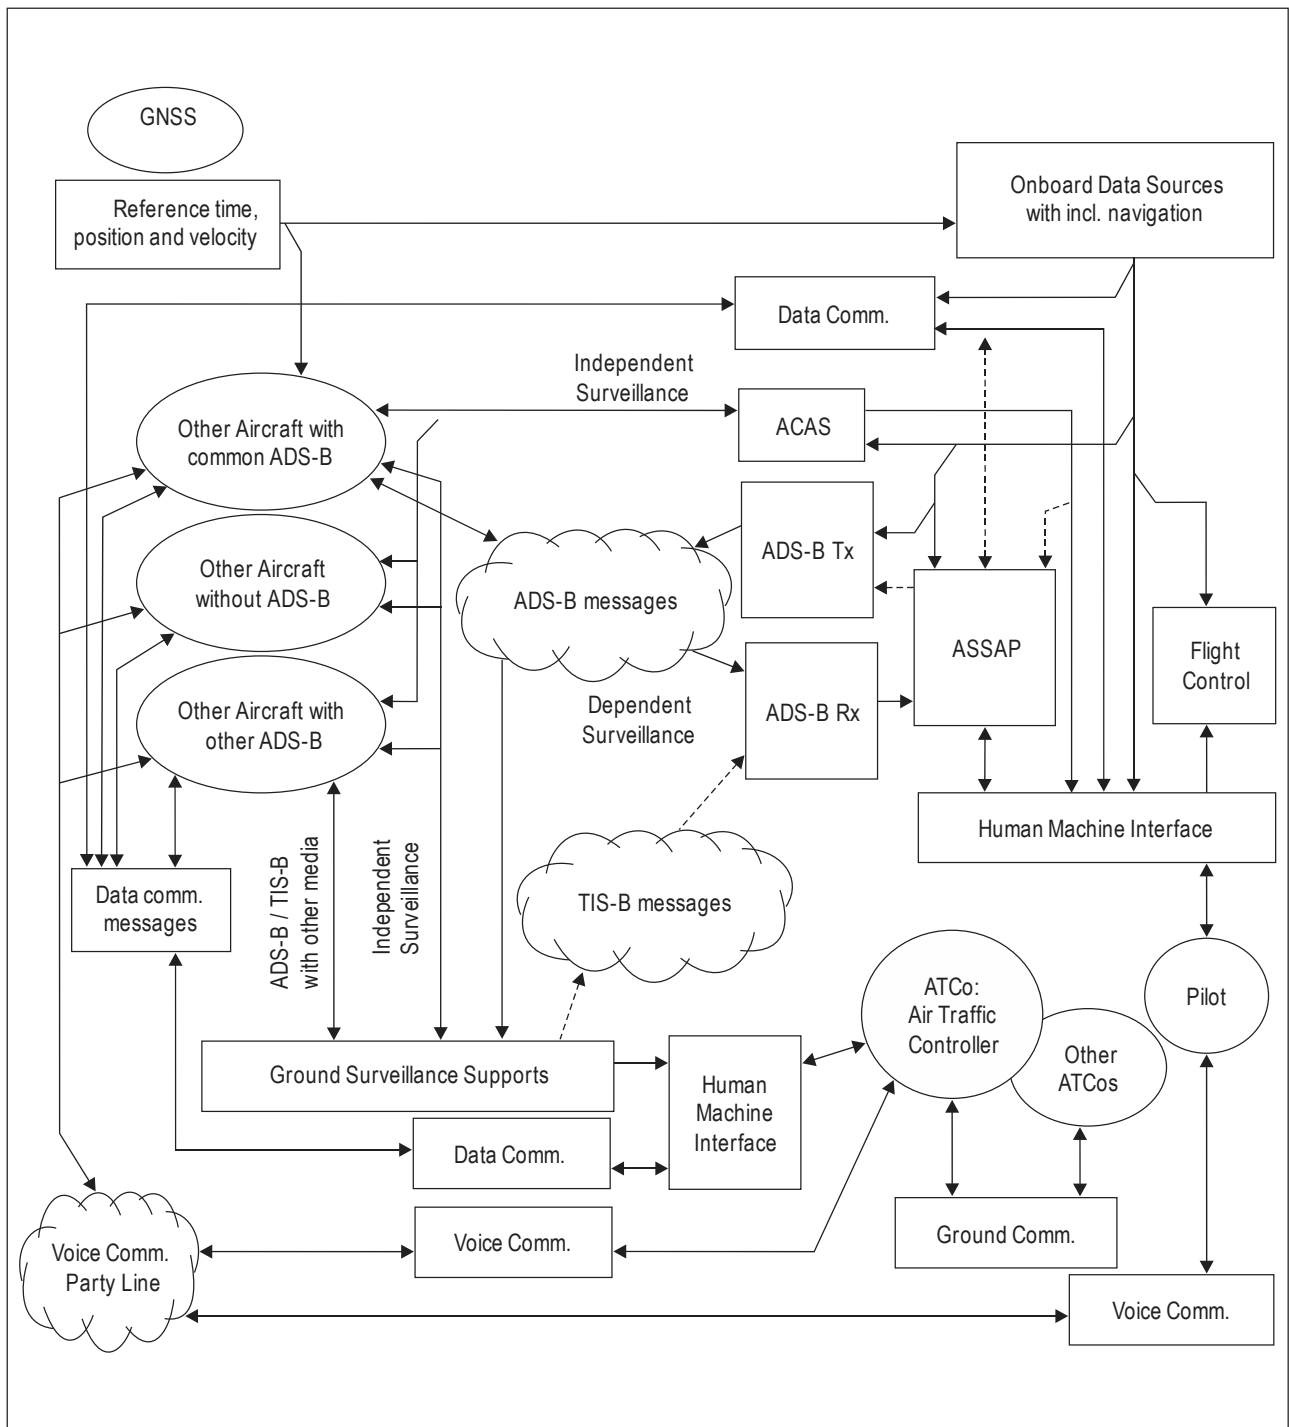 GNSS
Reference time,
position and velocity
Onboard Data Sources
with incl. navigation
Data Comm.
Independent
Surveillance
ACAS
Other Aircraft with
common ADS-B
ADS-B Tx
Other Aircraft
without ADS-B
ADS-B messages
ASSAP
Flight
Control
Other Aircraft with
other ADS-B
Dependent
Surveillance
ADS-B Rx
Human Machine Interface
ADS-B / TIS-B
with other media
Independent
Surveillance
Data comm.
messages
TIS-B messages
ATCo:
Air Traffic
Controller
Pilot
Other
ATCos
Ground Surveillance Supports
Human
Machine
Interface
Data Comm.
Voice Comm.
Party Line
Voice Comm.
Ground Comm.
Voice Comm.